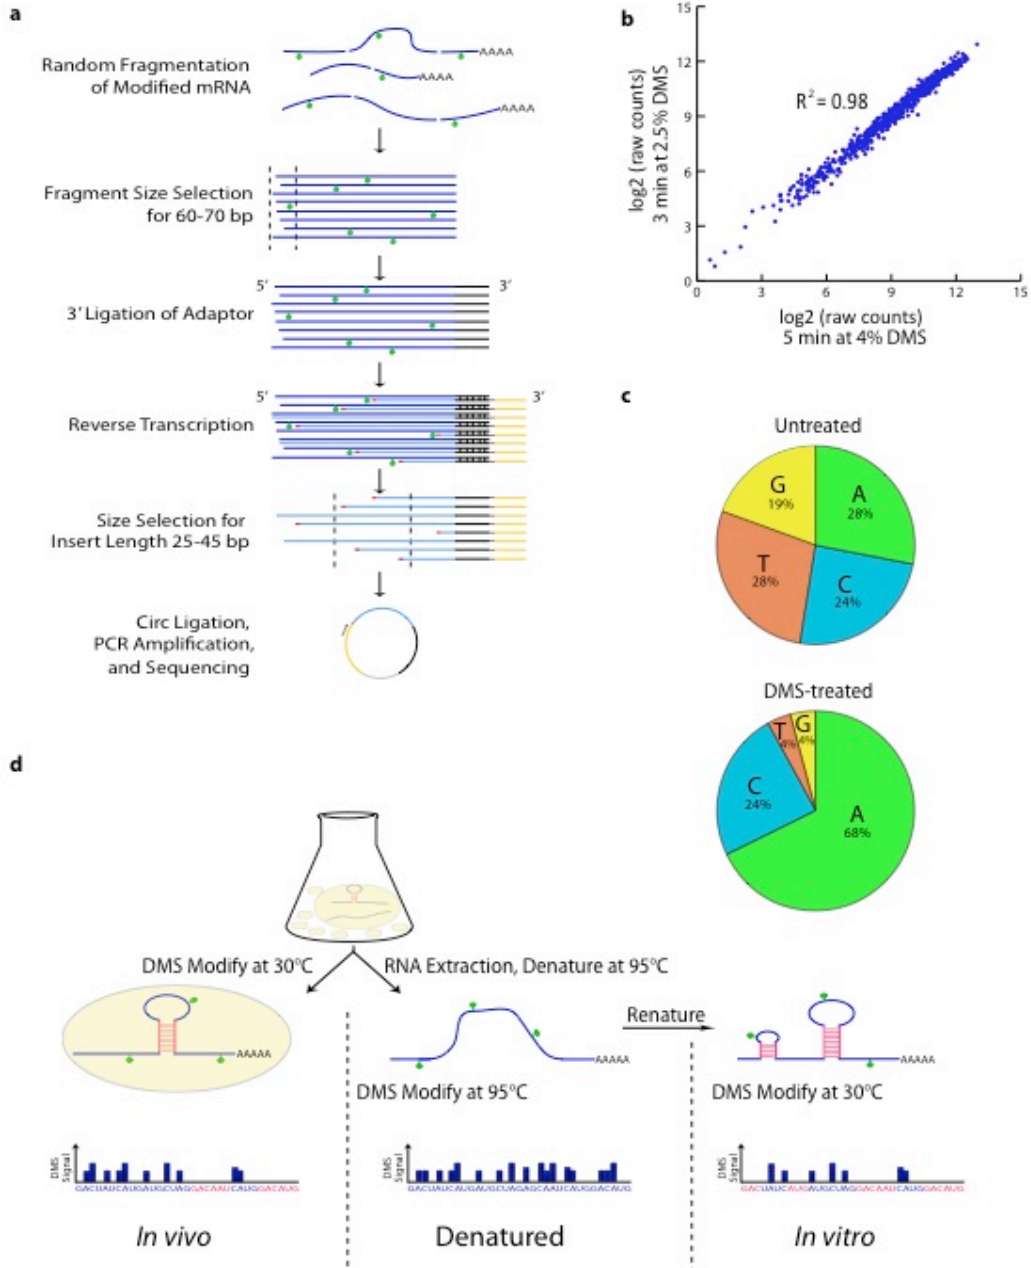 a
Random Fragmentation
of Modified mRNA
AAAA
AAAA
AAAA
Fragment Size Selection
for 60-70 bp
5′ 3′
3′ Ligation of Adaptor
5′ 3′
Reverse Transcription
Size Selection for
Insert Length 25-45 bp
Circ Ligation,
PCR Amplification,
and Sequencing
b
log2 (raw counts)
3 min at 2.5% DMS
15
12
9
6
3
0
R² = 0.98
0 3 6 9 12 15
log2 (raw counts)
5 min at 4% DMS
c
Untreated
G
19%
A
28%
T
28%
C
24%
DMS-treated
T
4%
G
4%
C
24%
A
68%
d
DMS Modify at 30°C
RNA Extraction, Denature at 95°C
AAAAA
AAAAA
Renature
AAAAA
DMS Modify at 95°C
DMS Modify at 30°C
DMS
Signal
GACUAUCAUGAUGCUAGGACAAUCAUGGACAUG
DMS
Signal
GACUAUCAUGAUGCUAGAGCAAUCAUGGACAUG
DMS
Signal
GACUAUCAUGAUGCUAGGACAAUCAUGGACAUG
In vivo
Denatured
In vitro